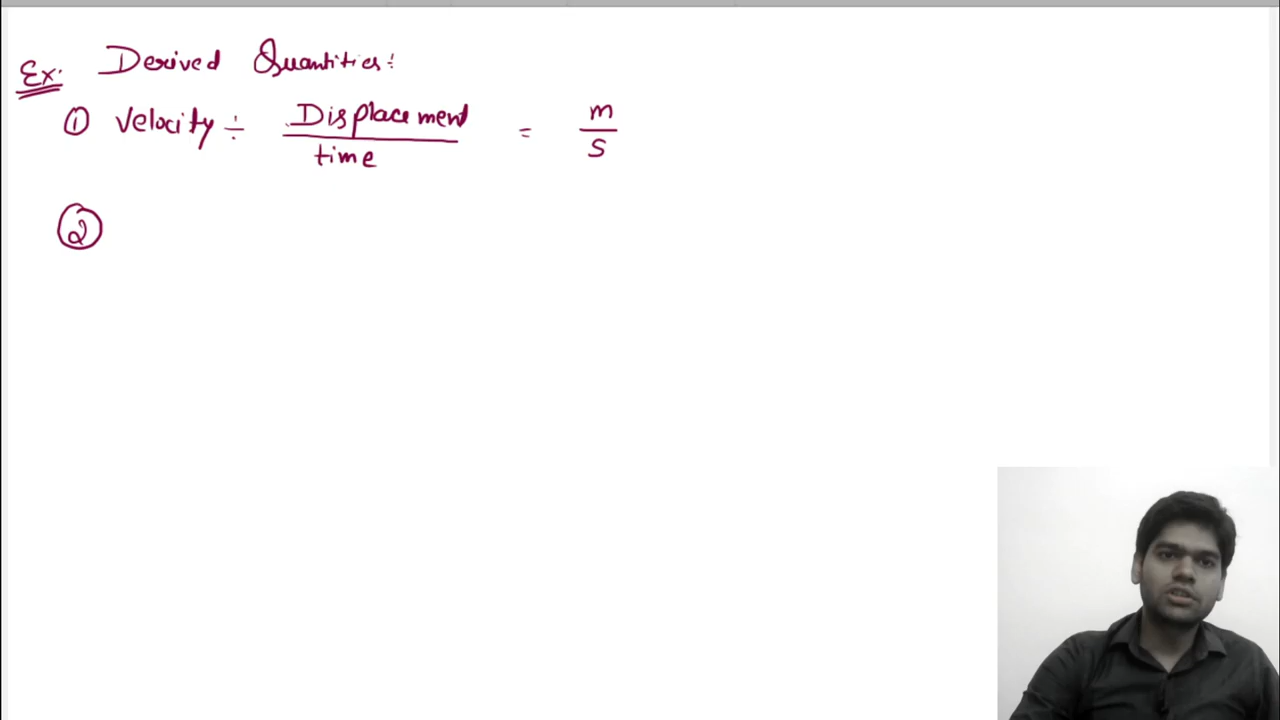 Ex. Derived Quantities ÷
① Velocity ÷ Displacement / time = m / s
②